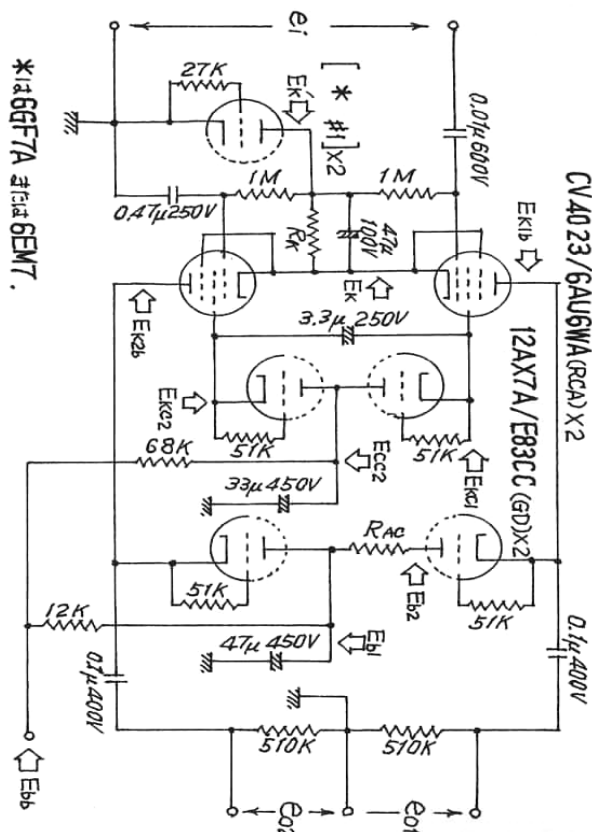 ei
[* #1]×2
27K
Ek'
0.01μ600V
1M
1M
0.47μ250V
RK
47μ
100V
EK1b
CV4023/6AU6WA(RCA)×2
EK
EK2b
3.3μ250V
12AX7A/E83CC(GD)×2
EKC2
51K
51K
68K
ECC2
EKC1
33μ450V
RAC
Eb2
51K
51K
12K
47μ450V
Eb1
0.1μ400V
0.1μ400V
510K
510K
Ebb
eo2
eo1
*は6GF7Aまたは6EM7.